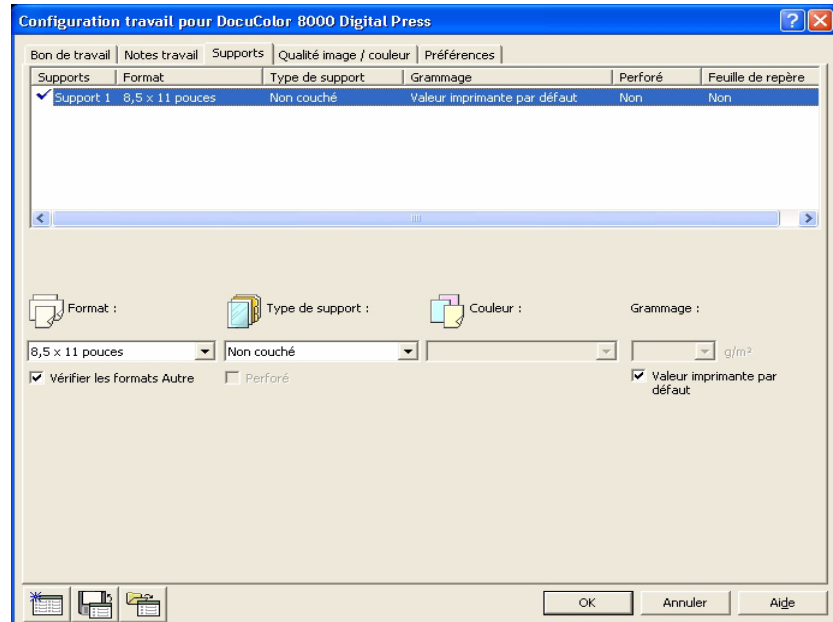 Configuration travail pour DocuColor 8000 Digital Press
Bon de travail Notes travail Supports Qualité image / couleur Préférences
Supports Format Type de support Grammage Perforé Feuille de repère
Support 1 8,5 x 11 pouces Non couché Valeur imprimante par défaut Non Non
Format : Type de support : Couleur : Grammage :
8,5 x 11 pouces Non couché g/m²
Vérifier les formats Autre Perforé Valeur imprimante par
défaut
OK Annuler Aide